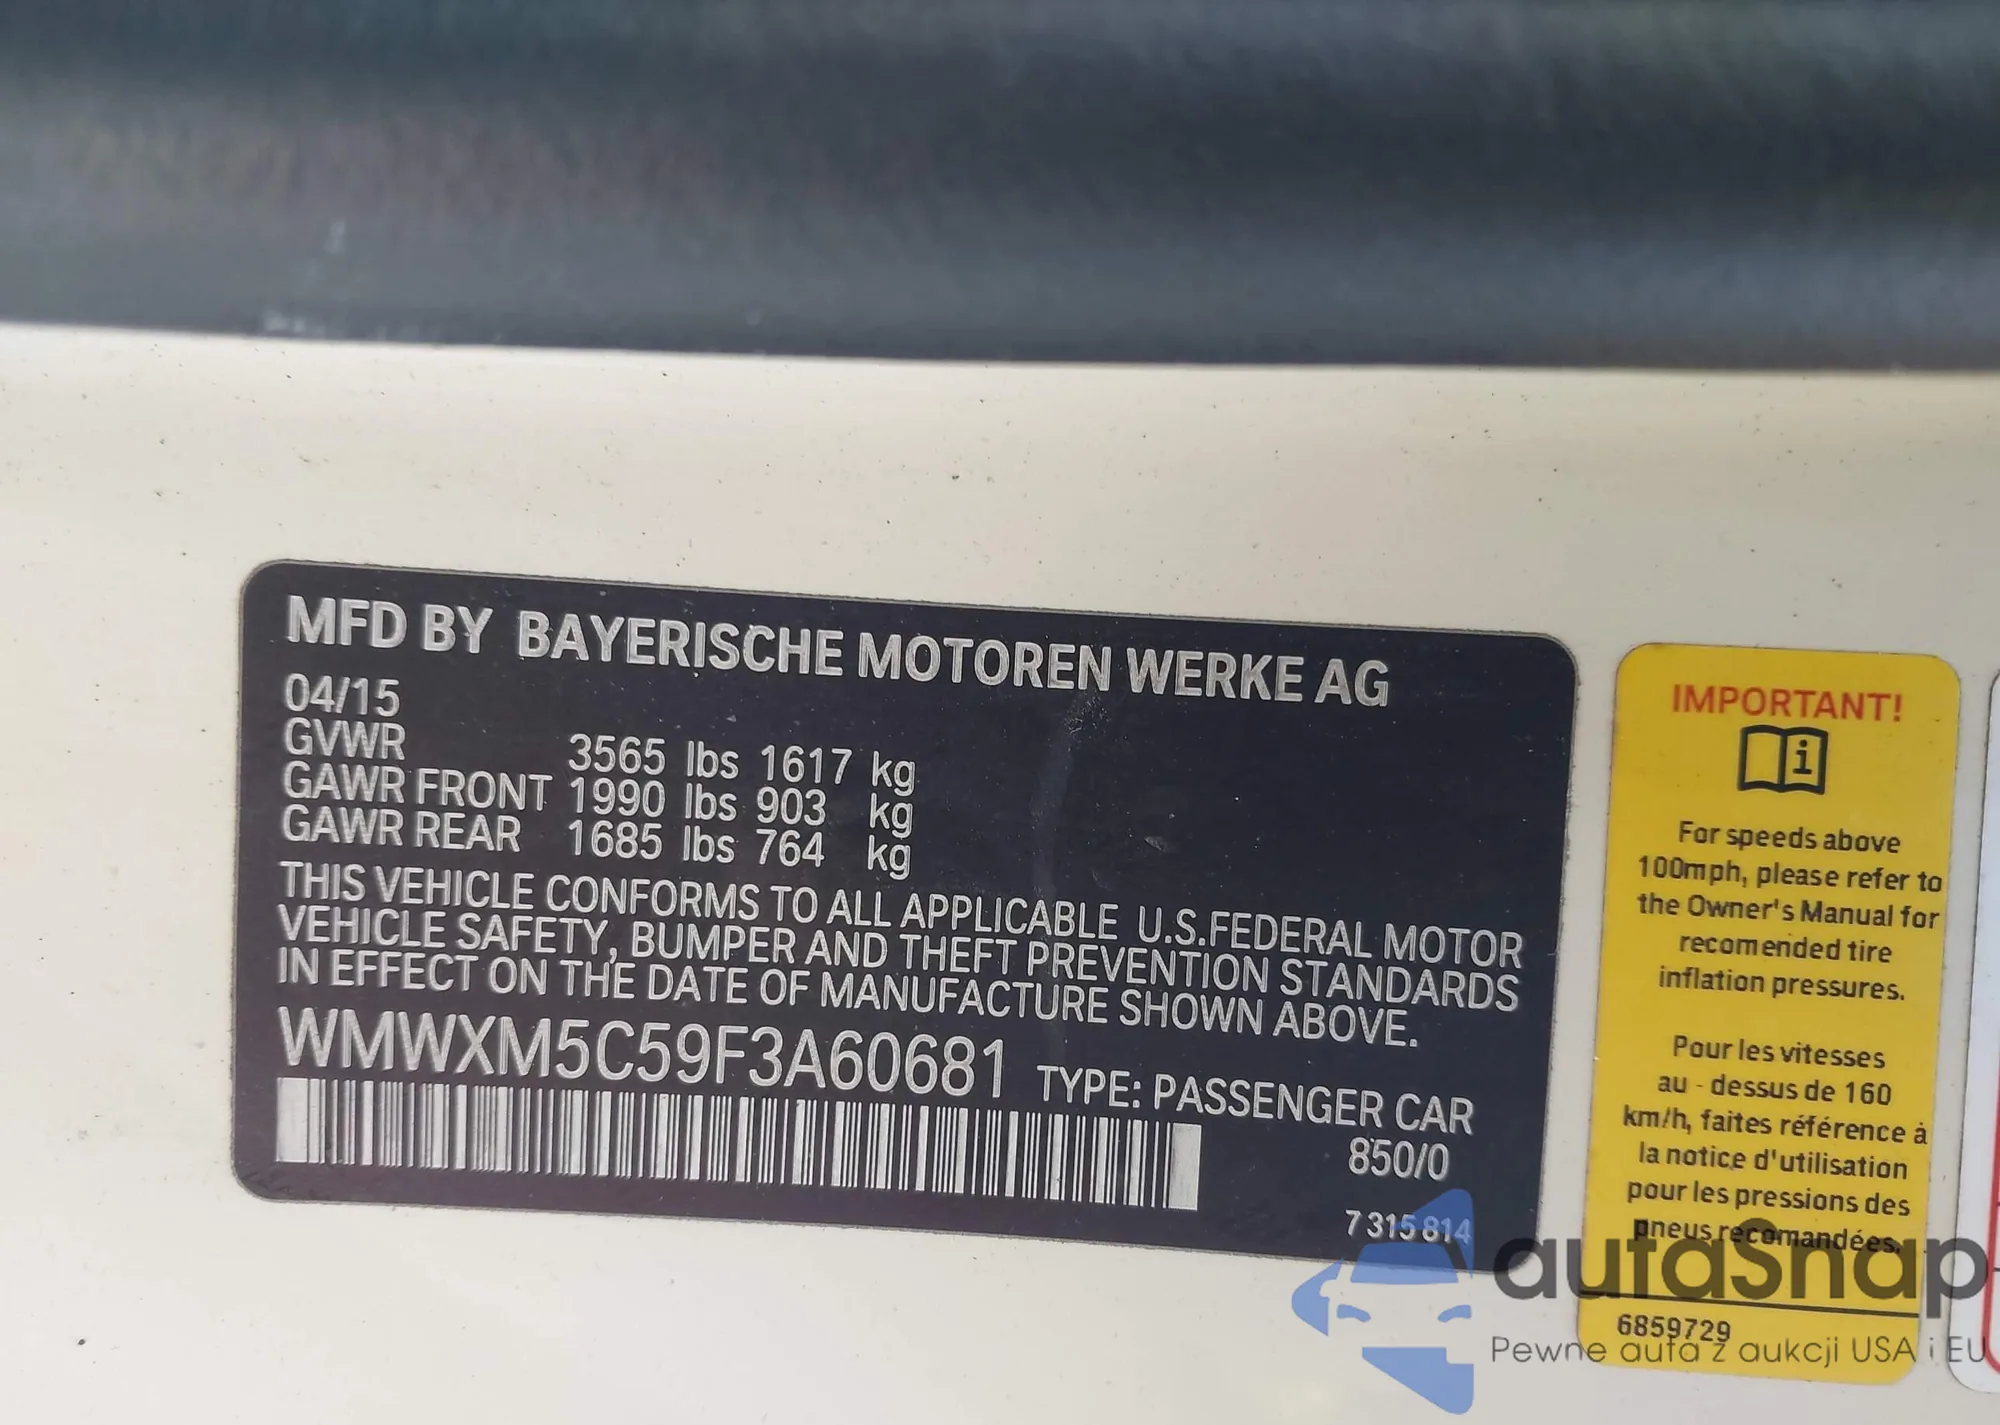 MFD BY BAYERISCHE MOTOREN WERKE AG
04/15
GVWR 3565 lbs 1617 kg
GAWR FRONT 1990 lbs 903 kg
GAWR REAR 1685 lbs 764 kg
THIS VEHICLE CONFORMS TO ALL APPLICABLE U.S.FEDERAL MOTOR
VEHICLE SAFETY, BUMPER AND THEFT PREVENTION STANDARDS
IN EFFECT ON THE DATE OF MANUFACTURE SHOWN ABOVE.
WMWXM5C59F3A60681 TYPE: PASSENGER CAR
850/0
7 315 814
IMPORTANT!
i
For speeds above
100mph, please refer to
the Owner's Manual for
recomended tire
inflation pressures.
Pour les vitesses
au - dessus de 160
km/h, faites référence à
la notice d'utilisation
pour les pressions des
pneus recomandées.
6859729
autaSnap
Pewne auta z aukcji USA i EU